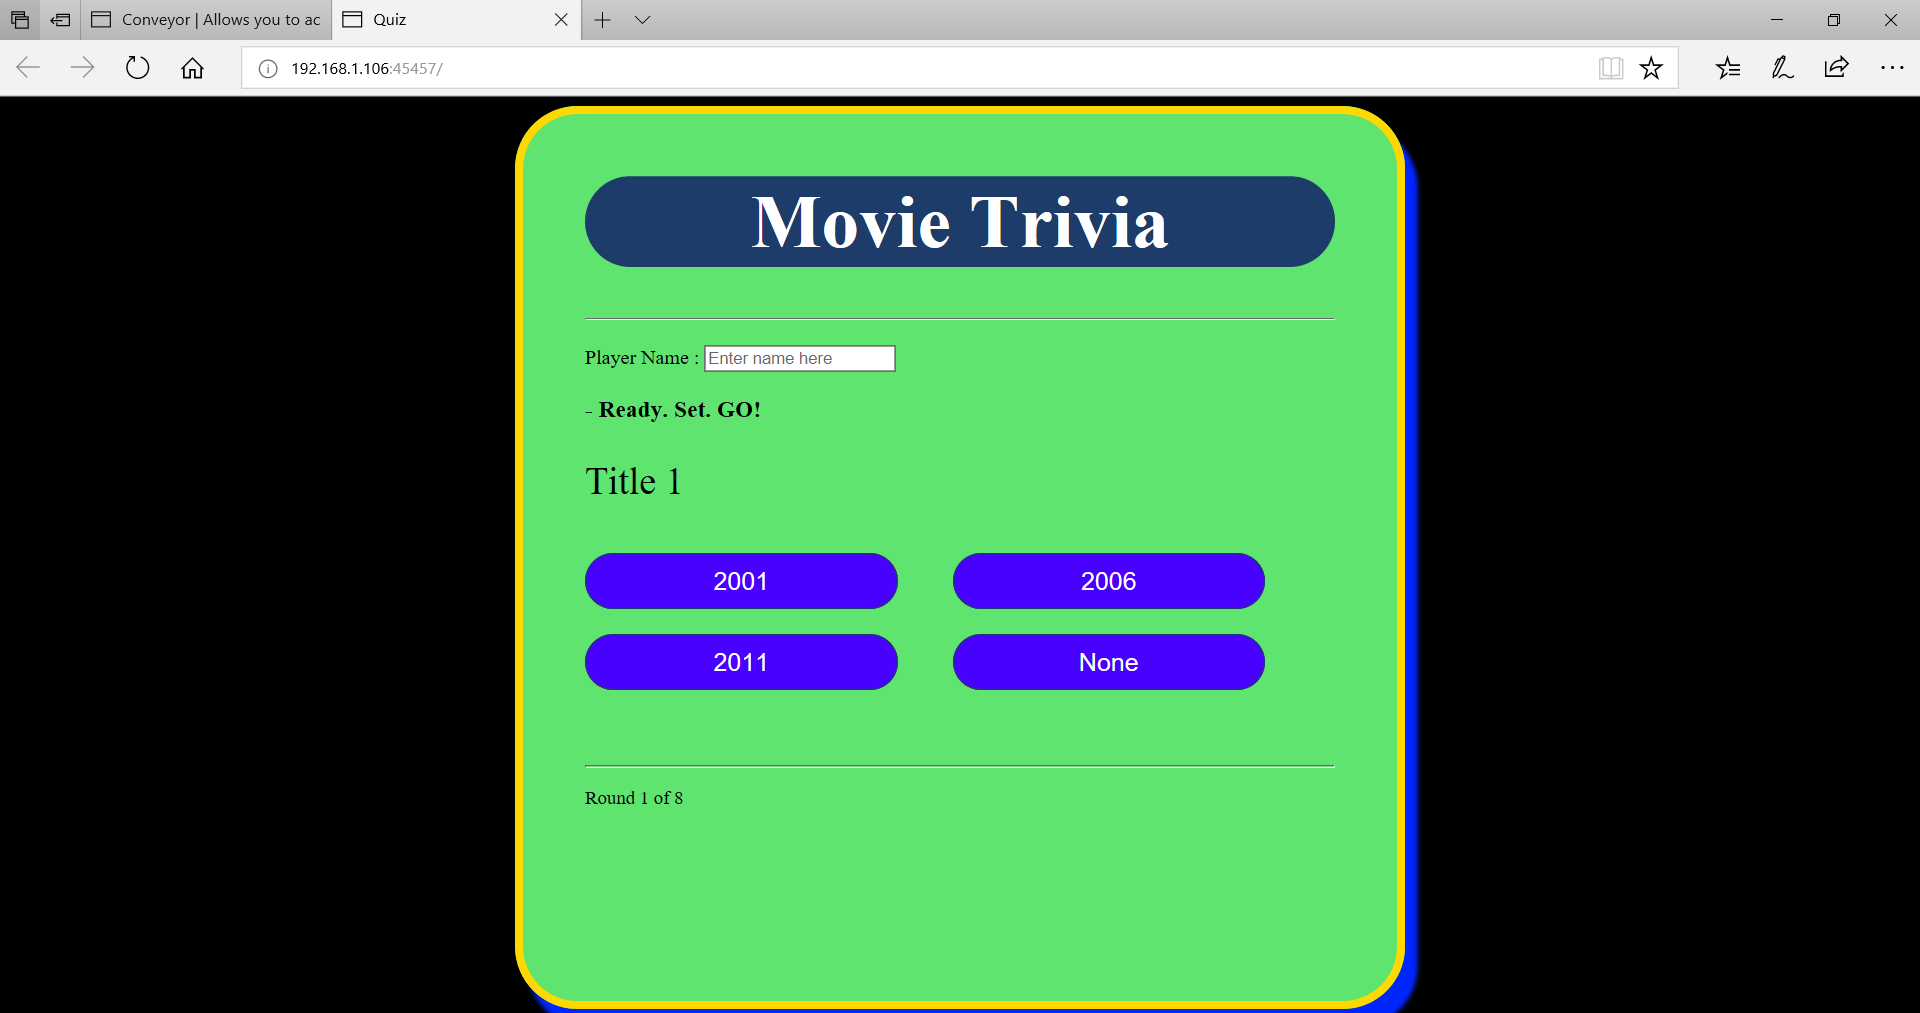 Conveyor | Allows you to ac
Quiz
192.168.1.106:45457/
Movie Trivia
Player Name : Enter name here
- Ready. Set. GO!
Title 1
2001 2006
2011 None
Round 1 of 8